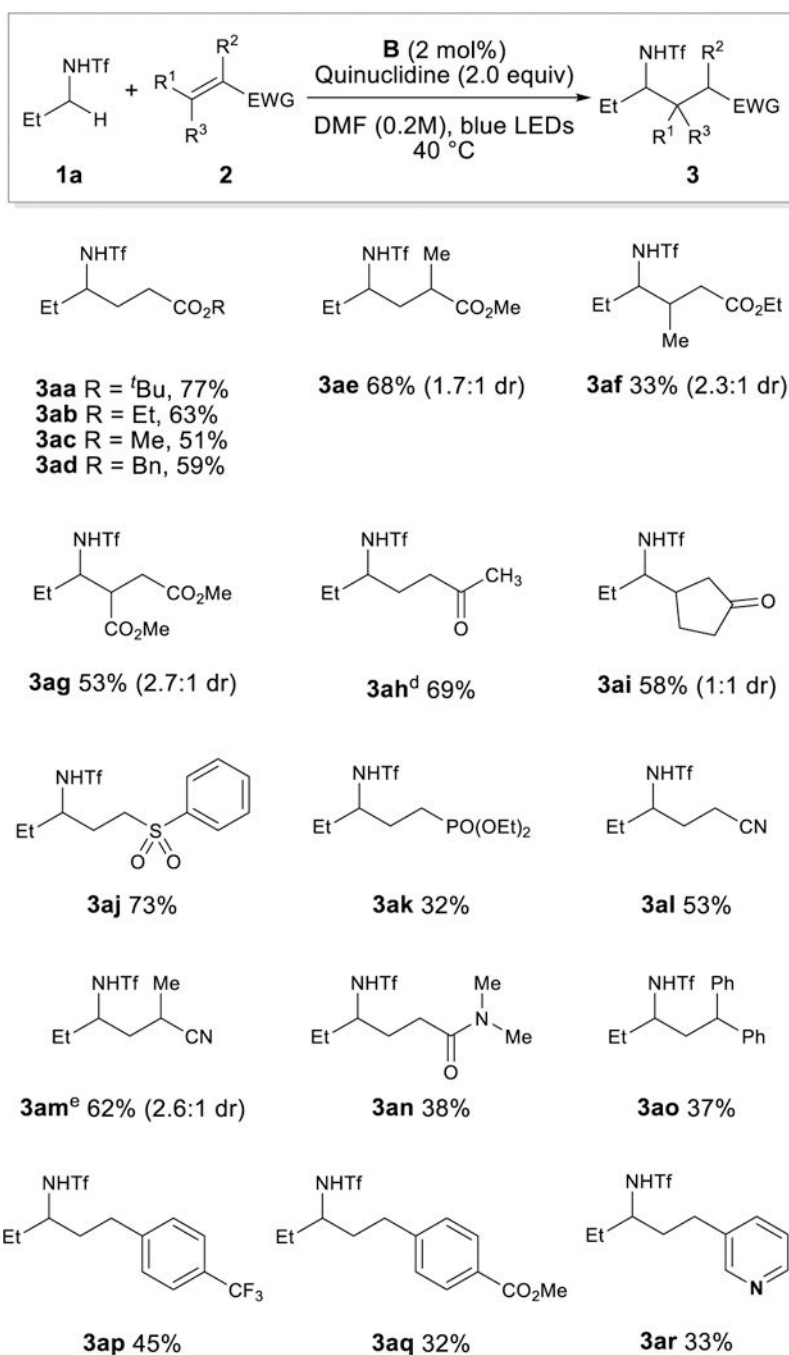 NHTf
Et
H
1a
+
R2
R1
EWG
R3
2
B (2 mol%)
Quinuclidine (2.0 equiv)
DMF (0.2M), blue LEDs
40 °C
NHTf
R2
Et
EWG
R1
R3
3
NHTf
Et
CO2R
3aa R = tBu, 77%
3ab R = Et, 63%
3ac R = Me, 51%
3ad R = Bn, 59%
NHTf
Me
Et
CO2Me
3ae 68% (1.7:1 dr)
NHTf
Et
CO2Et
Me
3af 33% (2.3:1 dr)
NHTf
Et
CO2Me
CO2Me
3ag 53% (2.7:1 dr)
NHTf
Et
CH3
O
3ahd 69%
NHTf
Et
O
3ai 58% (1:1 dr)
NHTf
Et
S
O
O
3aj 73%
NHTf
Et
PO(OEt)2
3ak 32%
NHTf
Et
CN
3al 53%
NHTf
Me
Et
CN
3ame 62% (2.6:1 dr)
NHTf
Me
Et
N
Me
O
3an 38%
NHTf
Ph
Et
Ph
3ao 37%
NHTf
Et
CF3
3ap 45%
NHTf
Et
CO2Me
3aq 32%
NHTf
Et
N
3ar 33%